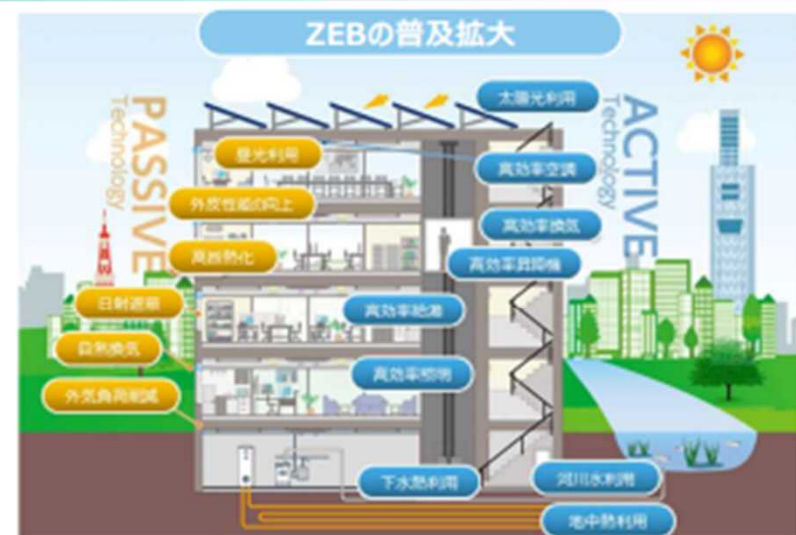 ZEBの普及拡大
PASSIVE
Technology
ACTIVE
Technology
太陽光利用
昼光利用
高効率空調
外皮性能の向上
高効率換気
高断熱化
高効率昇降機
日射遮蔽
高効率給湯
自然換気
高効率照明
外気負荷削減
下水熱利用
河川水利用
地中熱利用